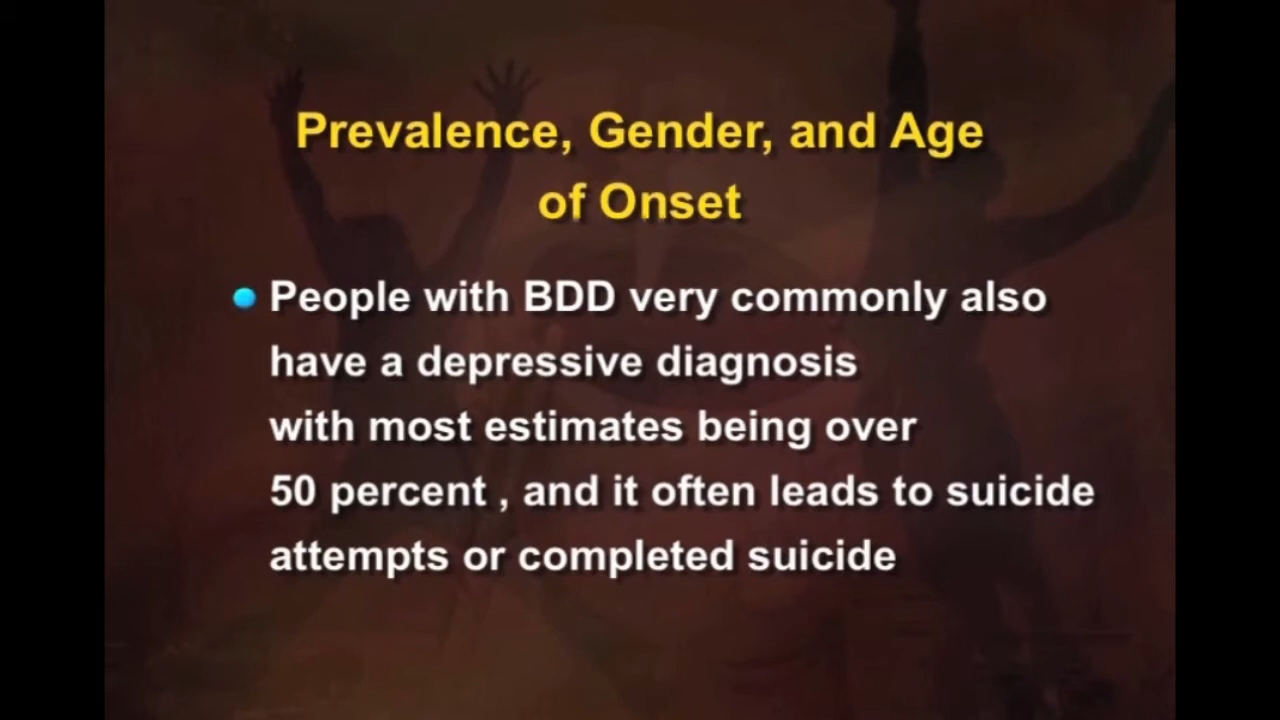 Prevalence, Gender, and Age
of Onset
People with BDD very commonly also
have a depressive diagnosis
with most estimates being over
50 percent , and it often leads to suicide
attempts or completed suicide